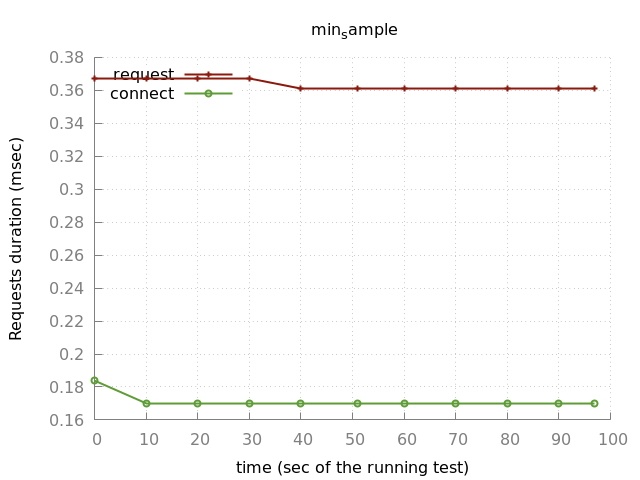 min_sample
0.38
request
0.36
connect
0.34
0.32
0.3
0.28
0.26
0.24
0.22
0.2
0.18
0.16
Requests duration (msec)
0 10 20 30 40 50 60 70 80 90 100
time (sec of the running test)